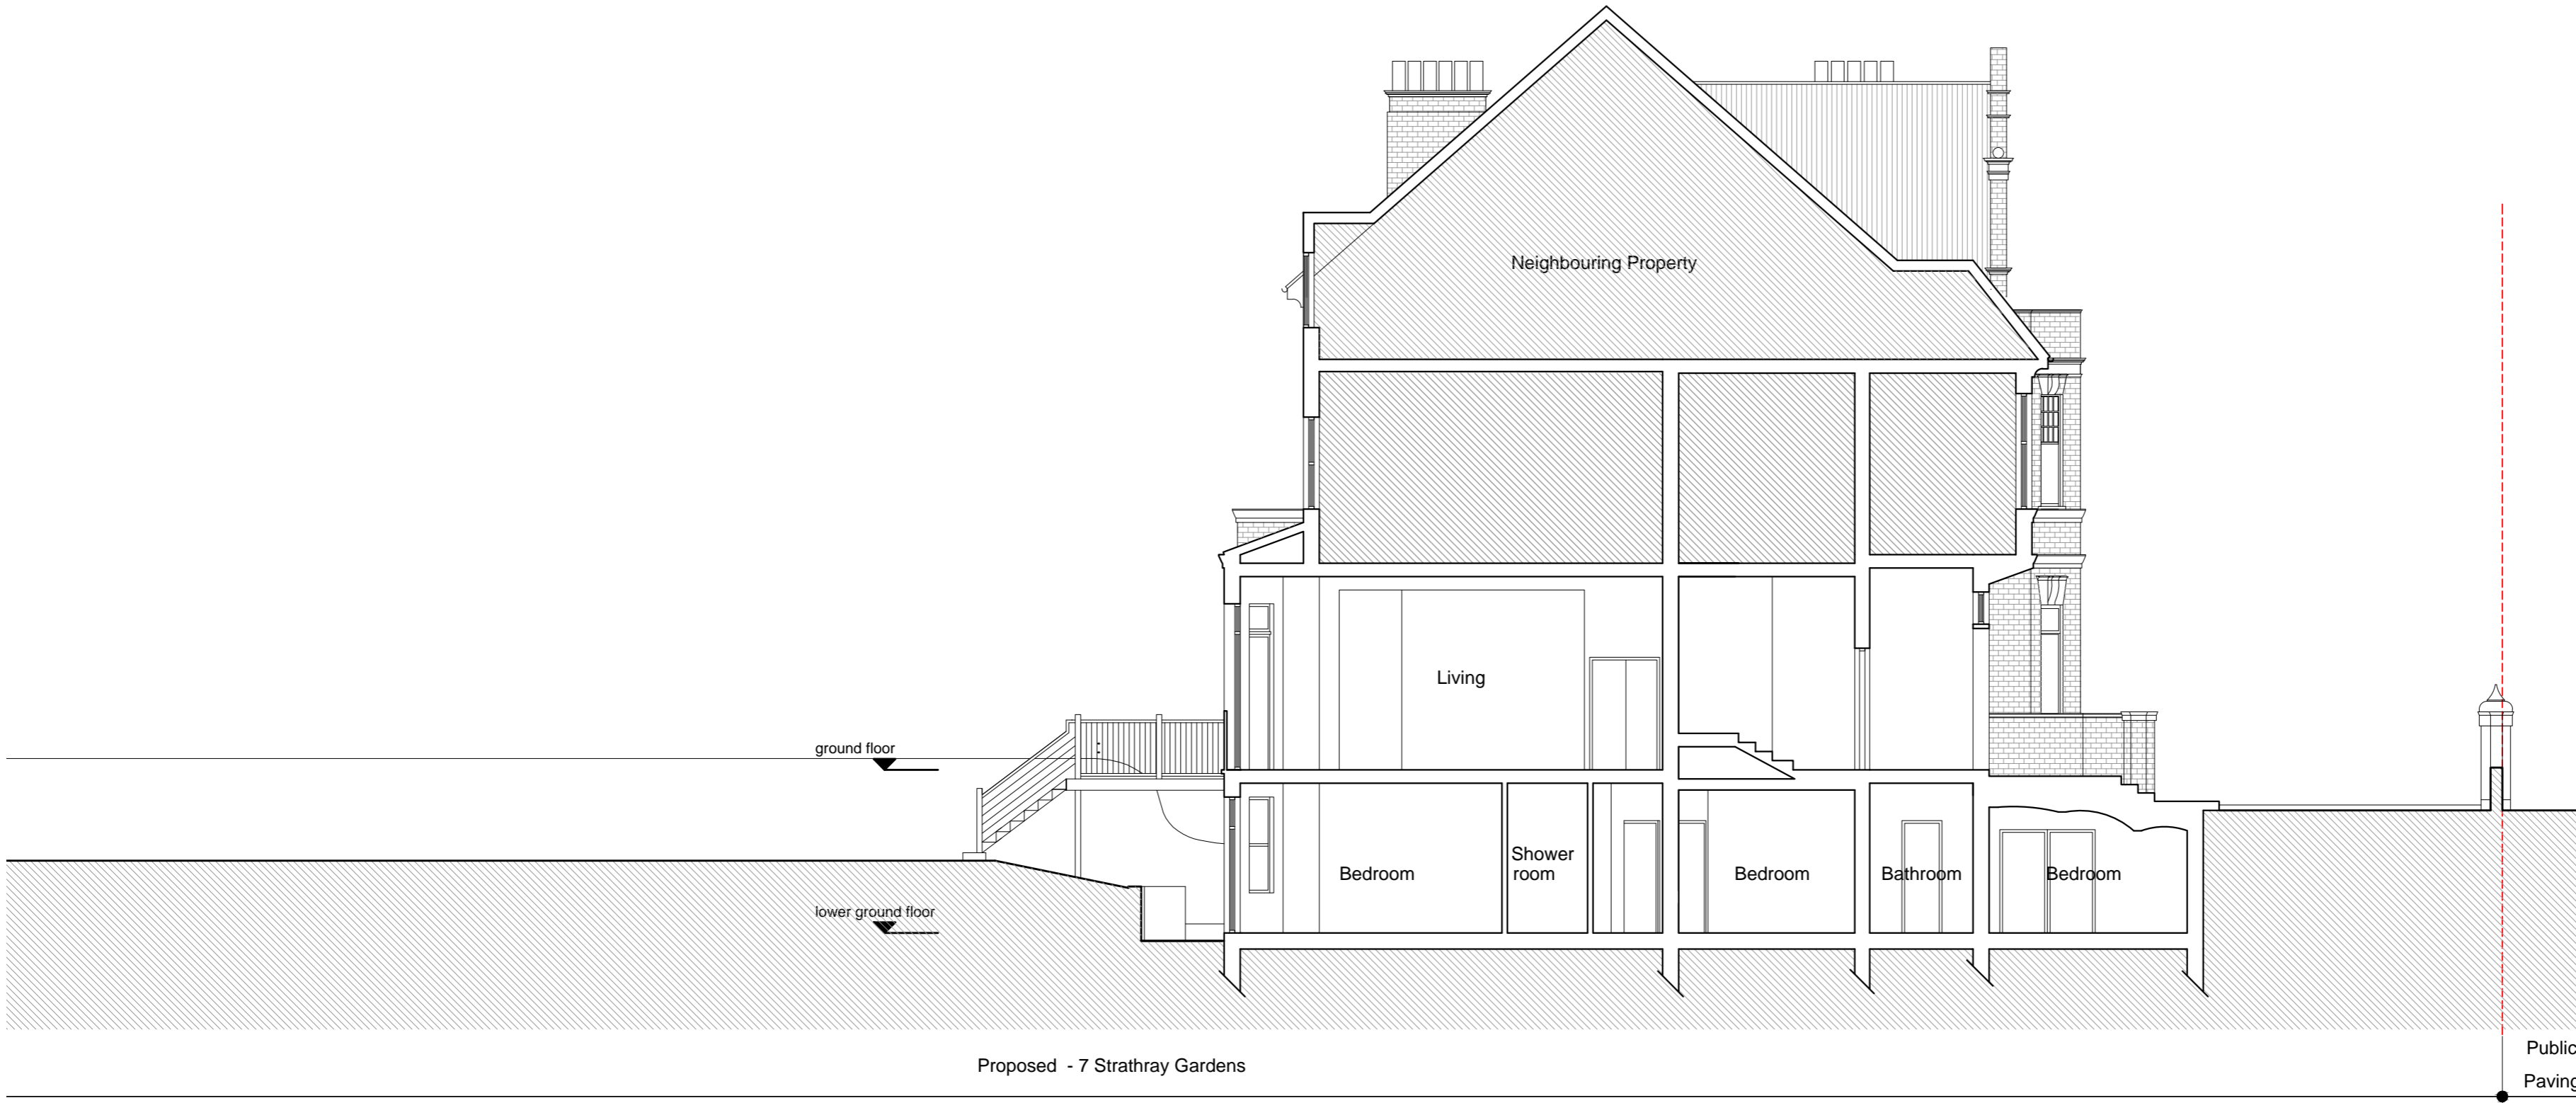 Neighbouring Property
Living
ground floor
Bedroom
Shower
room
Bedroom
Bathroom
Bedroom
lower ground floor
Proposed - 7 Strathray Gardens
Public
Paving